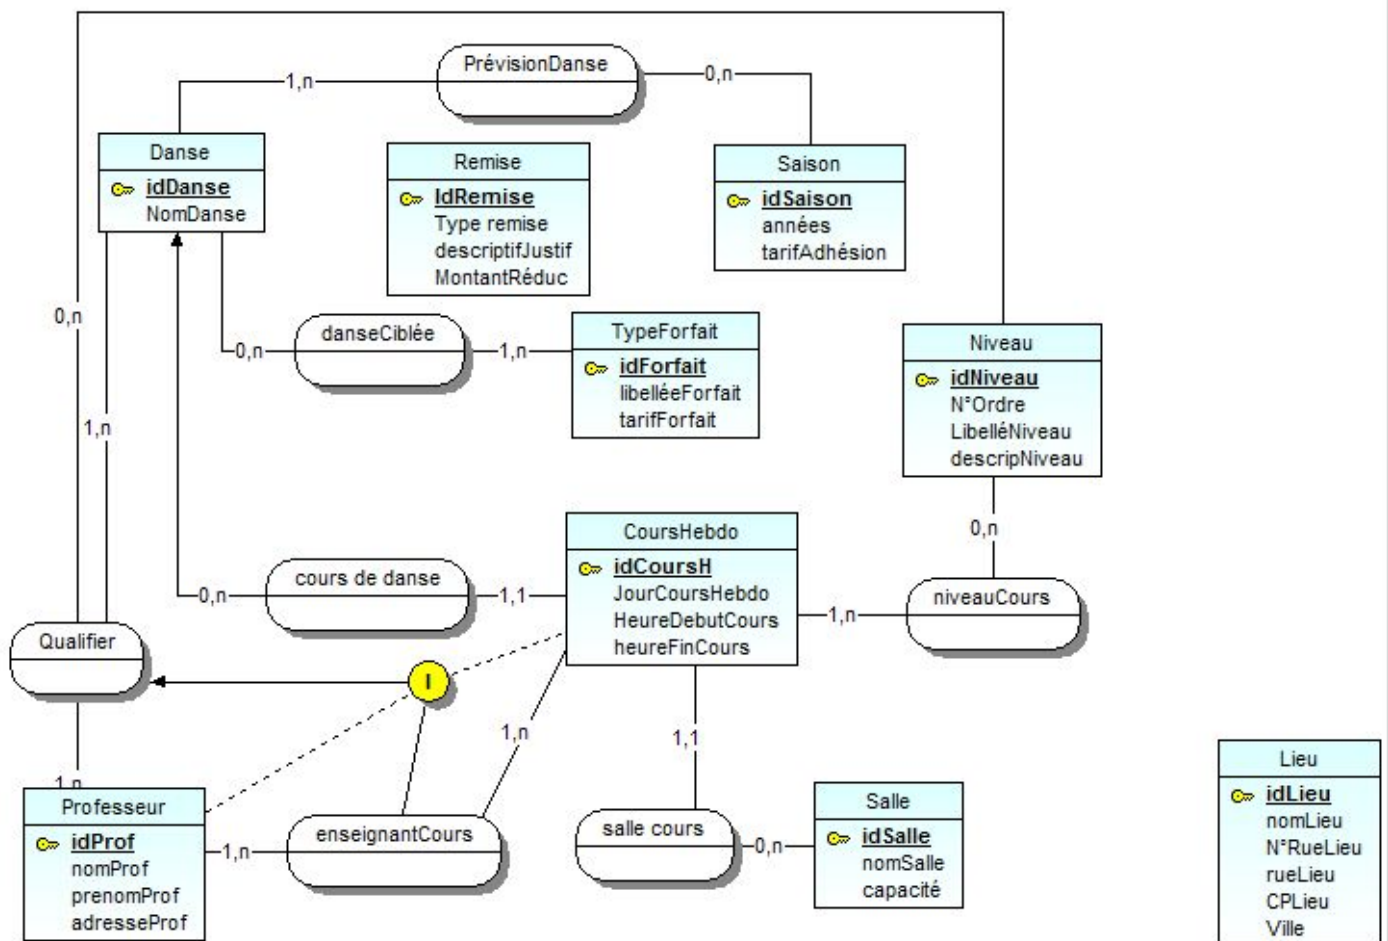 PrévisionDanse
1,n
0,n
Danse
idDanse
NomDanse
Remise
IdRemise
Type remise
descriptifJustif
MontantRéduc
Saison
idSaison
années
tarifAdhésion
0,n
danseCiblée
0,n
1,n
TypeForfait
idForfait
libelléeForfait
tarifForfait
Niveau
idNiveau
N°Ordre
LibelléNiveau
descripNiveau
1,n
0,n
CoursHebdo
idCoursH
JourCoursHebdo
HeureDebutCours
heureFinCours
cours de danse
0,n
1,1
niveauCours
1,n
Qualifier
I
1,n
1,1
1,n
Professeur
idProf
nomProf
prenomProf
adresseProf
1,n
enseignantCours
salle cours
0,n
Salle
idSalle
nomSalle
capacité
Lieu
idLieu
nomLieu
N°RueLieu
rueLieu
CPLieu
Ville